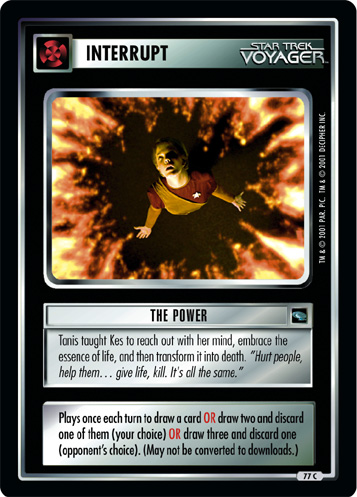 INTERRUPT
STAR TREK
VOYAGER™
TM & © 2001 PAR. PIC. TM & © 2001 DECIPHER INC.
THE POWER
Tanis taught Kes to reach out with her mind, embrace the
essence of life, and then transform it into death. "Hurt people,
help them... give life, kill. It's all the same."
Plays once each turn to draw a card OR draw two and discard
one of them (your choice) OR draw three and discard one
(opponent's choice). (May not be converted to downloads.)
77 C